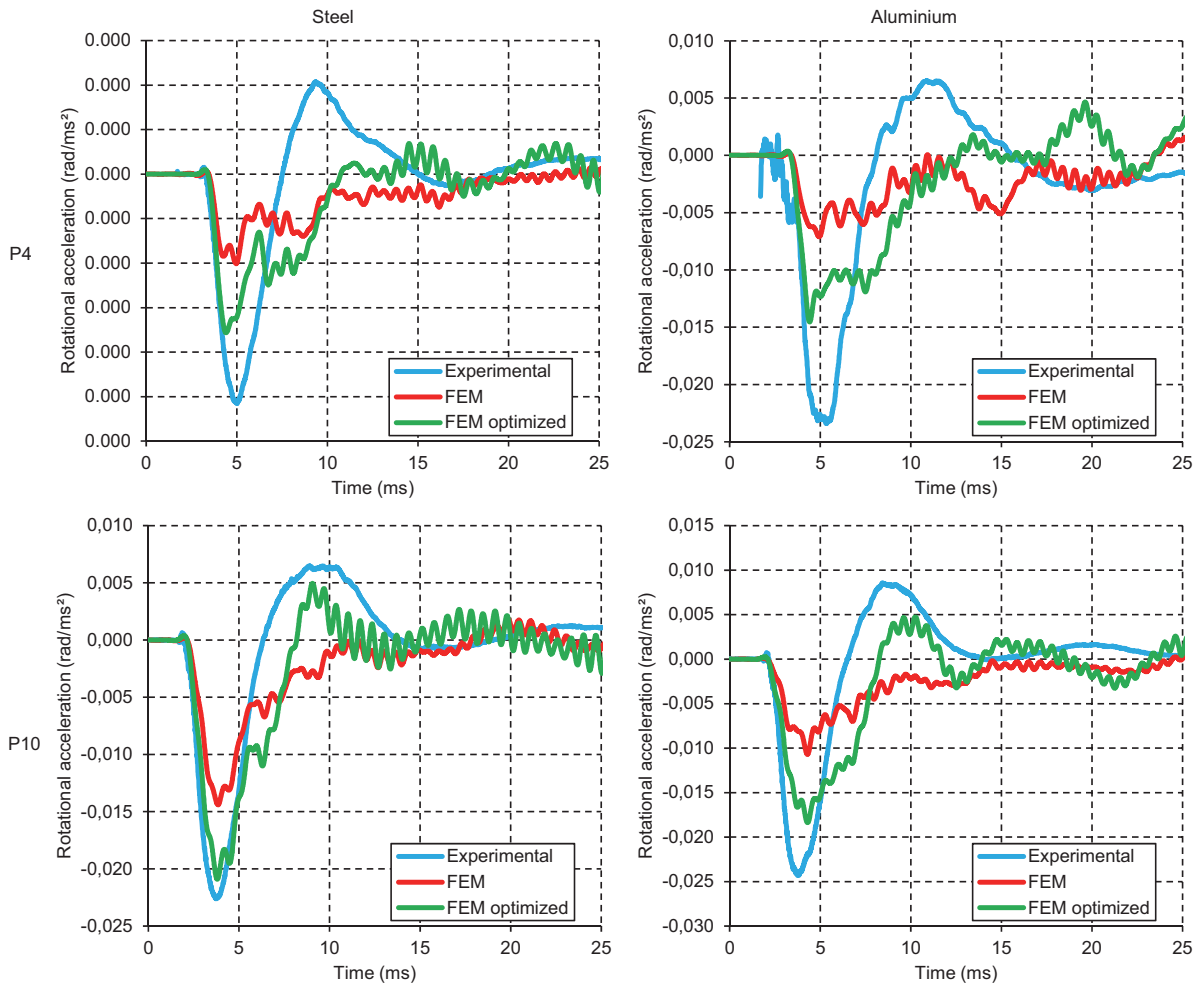 Steel
Aluminium
P4
Rotational acceleration (rad/ms²)
0.000
0.000
0.000
0.000
0.000
0.000
0.000
0.000
0.000
0.000
Experimental
FEM
FEM optimized
0 5 10 15 20 25
Time (ms)
Rotational acceleration (rad/ms²)
0,010
0,005
0,000
-0,005
-0,010
-0,015
-0,020
-0,025
Experimental
FEM
FEM optimized
0 5 10 15 20 25
Time (ms)
P10
Rotational acceleration (rad/ms²)
0,010
0,005
0,000
-0,005
-0,010
-0,015
-0,020
-0,025
Experimental
FEM
FEM optimized
0 5 10 15 20 25
Time (ms)
Rotational acceleration (rad/ms²)
0,015
0,010
0,005
0,000
-0,005
-0,010
-0,015
-0,020
-0,025
-0,030
Experimental
FEM
FEM optimized
0 5 10 15 20 25
Time (ms)